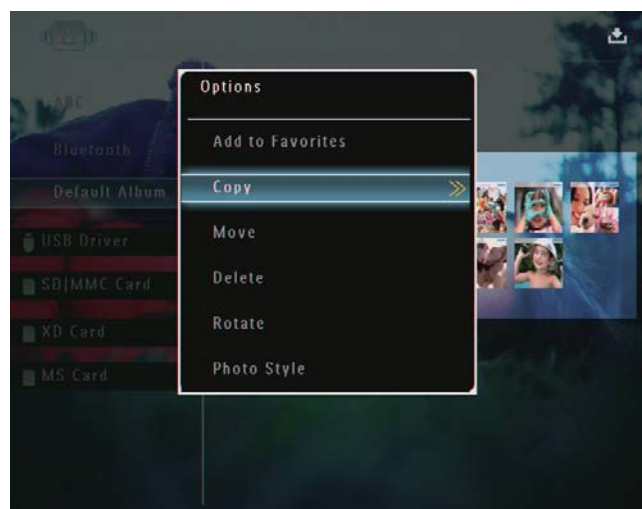 ABC
Bluetooth
Default Album
USB Driver
SD|MMC Card
XD Card
MS Card
Options
Add to Favorites
Copy
Move
Delete
Rotate
Photo Style